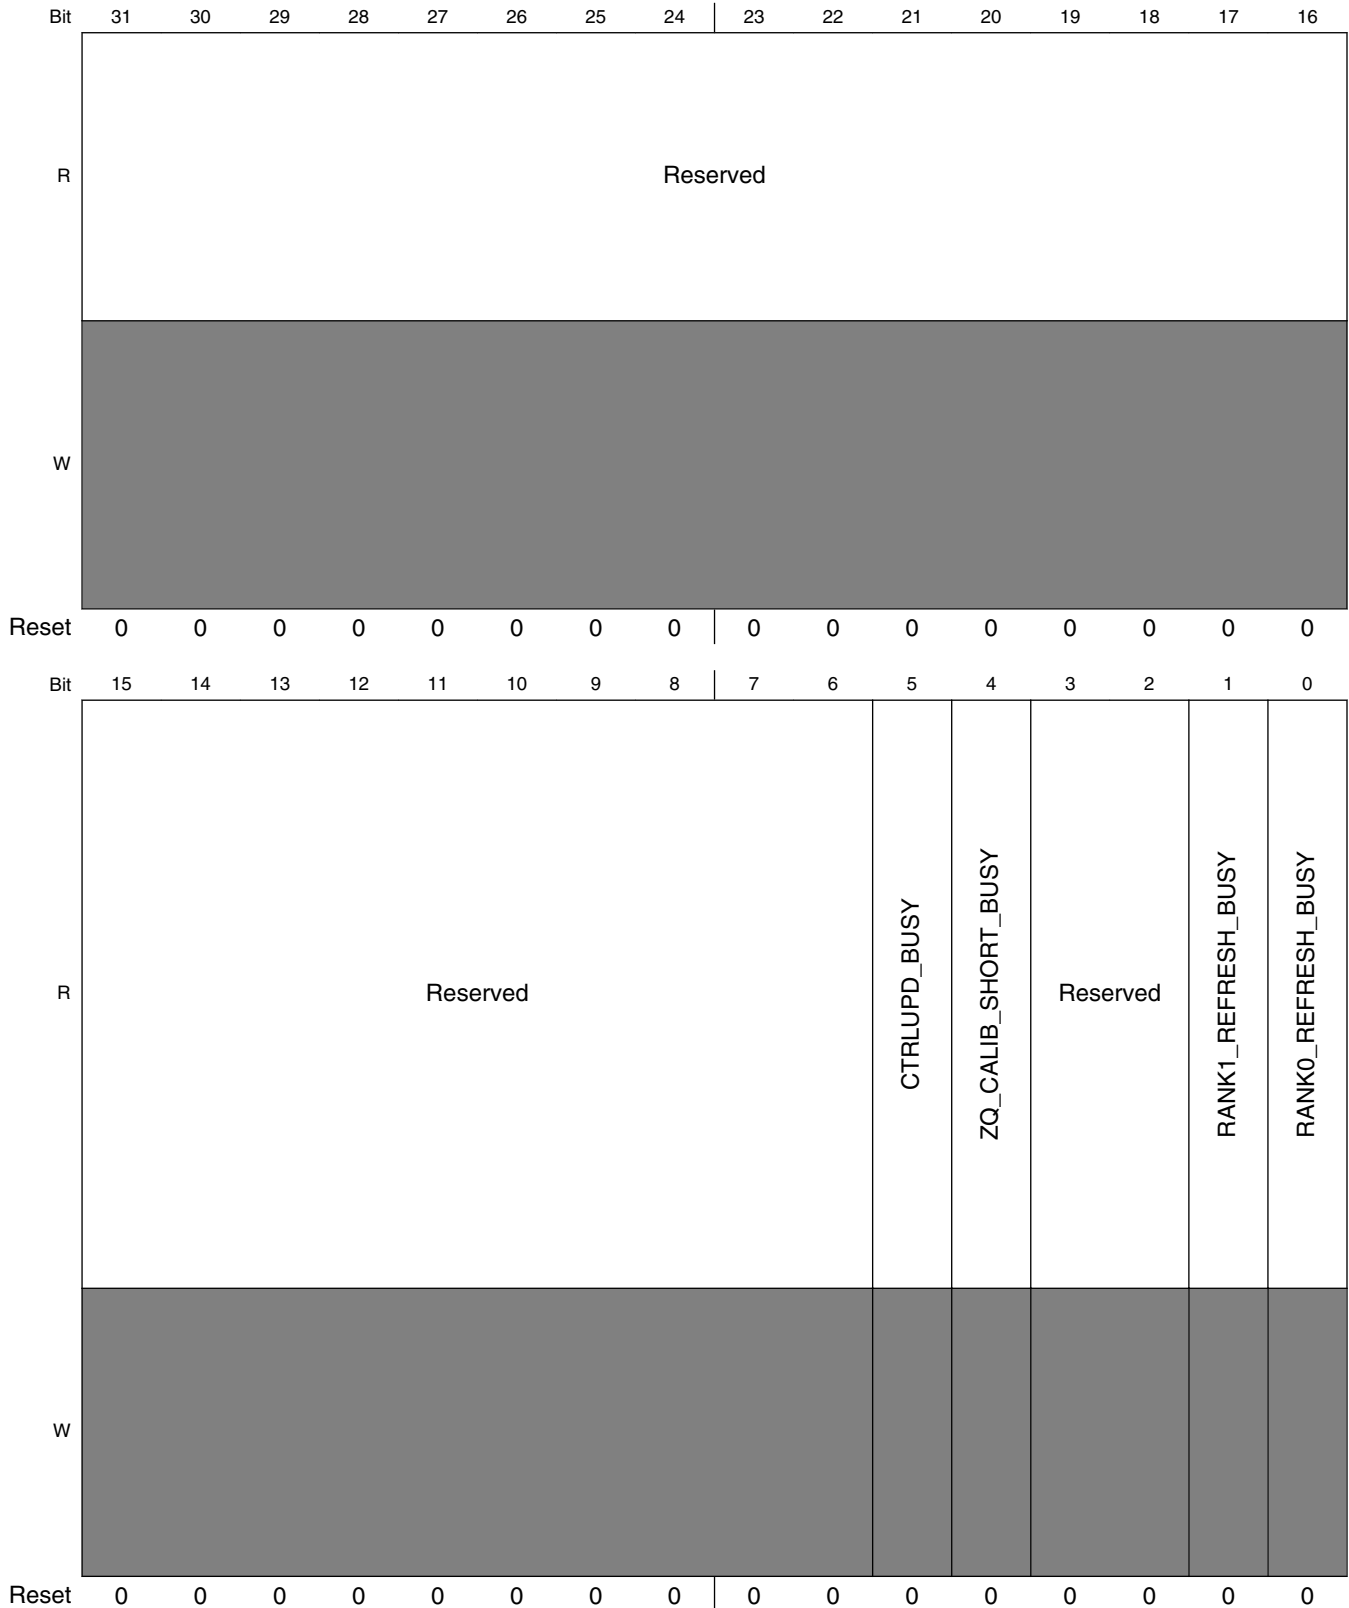 Bit 31 30 29 28 27 26 25 24 23 22 21 20 19 18 17 16
R Reserved
W
Reset 0 0 0 0 0 0 0 0 0 0 0 0 0 0 0 0
Bit 15 14 13 12 11 10 9 8 7 6 5 4 3 2 1 0
R Reserved CTRLUPD_BUSY ZQ_CALIB_SHORT_BUSY Reserved RANK1_REFRESH_BUSY RANK0_REFRESH_BUSY
W
Reset 0 0 0 0 0 0 0 0 0 0 0 0 0 0 0 0